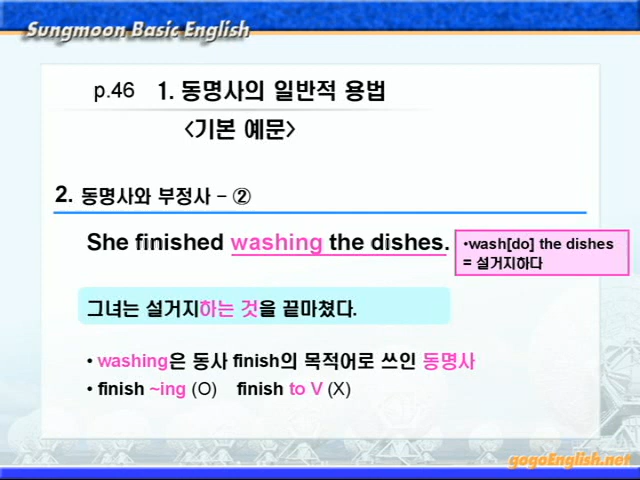 Sungmoon Basic English
p.46 1. 동명사의 일반적 용법
<기본 예문>
2. 동명사와 부정사 - ②
She finished washing the dishes.
•wash[do] the dishes
= 설거지하다
그녀는 설거지하는 것을 끝마쳤다.
• washing은 동사 finish의 목적어로 쓰인 동명사
• finish ~ing (O) finish to V (X)
gogoEnglish.net